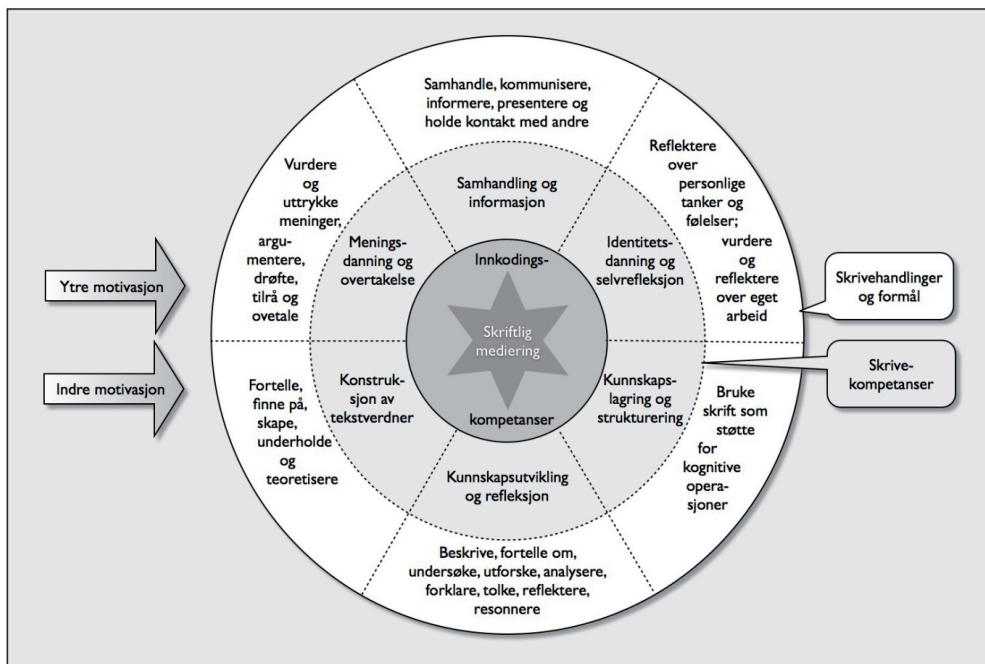 Samhandle, kommunisere,
informere, presentere og
holde kontakt med andre
Vurdere
og
uttrykke
meninger,
argu-
mentere,
drøfte,
tilrå og
ovetale
Reflektere
over
personlige
tanker og
følelser;
vurdere
og
reflektere
over eget
arbeid
Samhandling og
informasjon
Menings-
danning og
overtakelse
Identitets-
danning og
selvrefleksjon
Innkodings-
Skriftlig
mediering
kompetanser
Ytre motivasjon
Indre motivasjon
Skrivehandlinger
og formål
Skrive-
kompetanser
Fortelle,
finne på,
skape,
underholde
og
teoretisere
Konstruk-
sjon av
tekstverdner
Kunnskaps-
lagring og
strukturering
Bruke
skrift som
støtte
for
kognitive
opera-
sjoner
Kunnskapsutvikling
og refleksjon
Beskrive, fortelle om,
undersøke, utforske, analysere,
forklare, tolke, reflektere,
resonnere